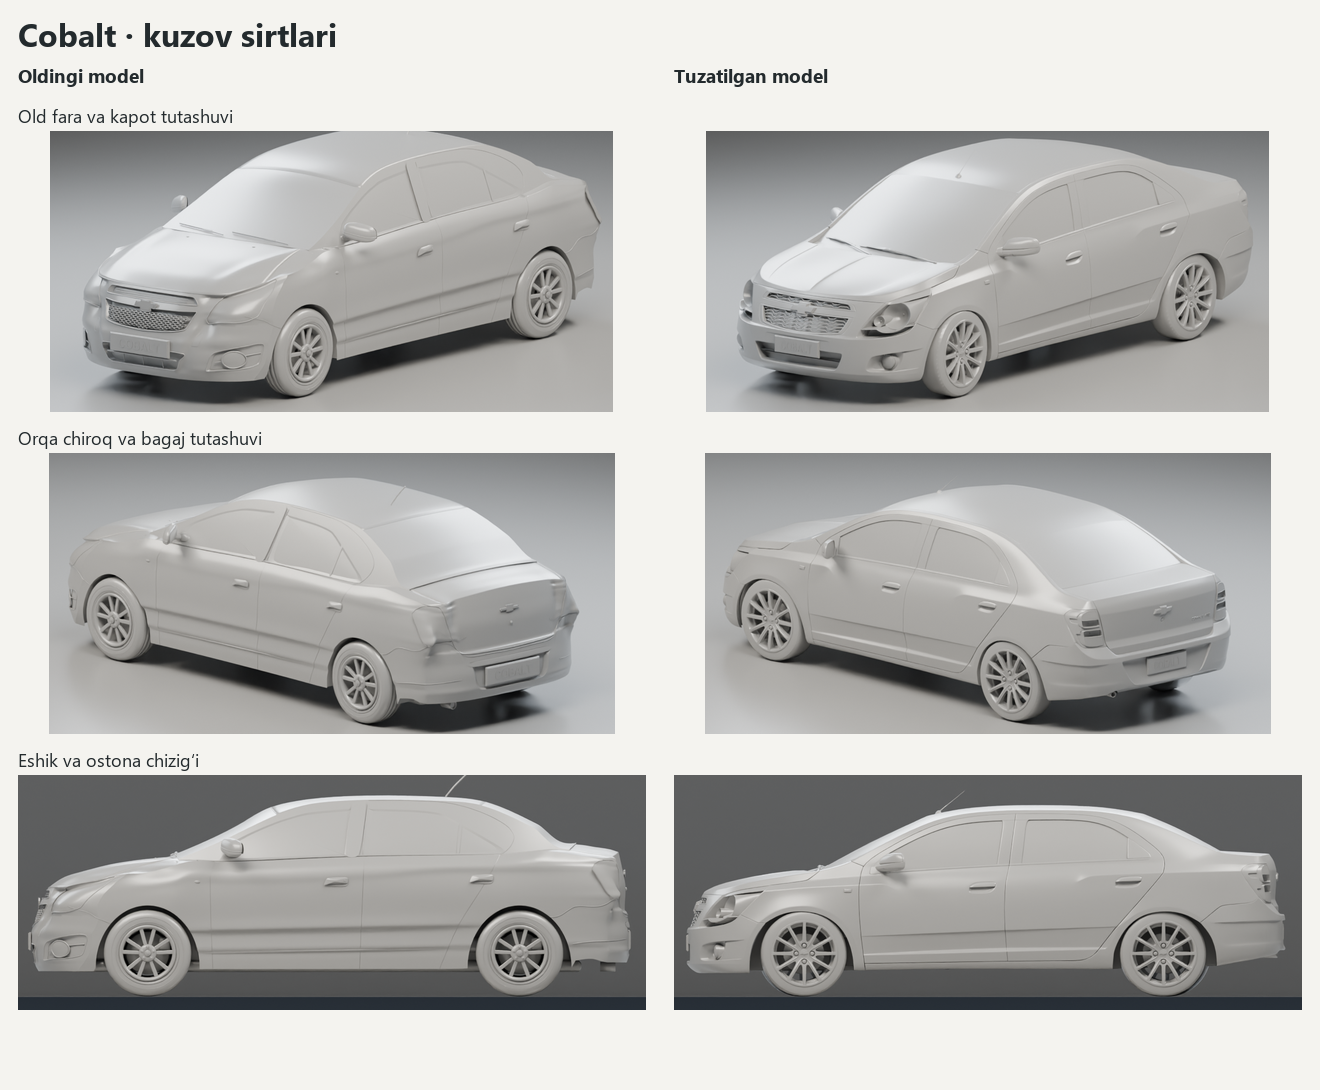 Cobalt · kuzov sirtlari
Oldingi model
Tuzatilgan model
Old fara va kapot tutashuvi
Orqa chiroq va bagaj tutashuvi
Eshik va ostona chizigʻi